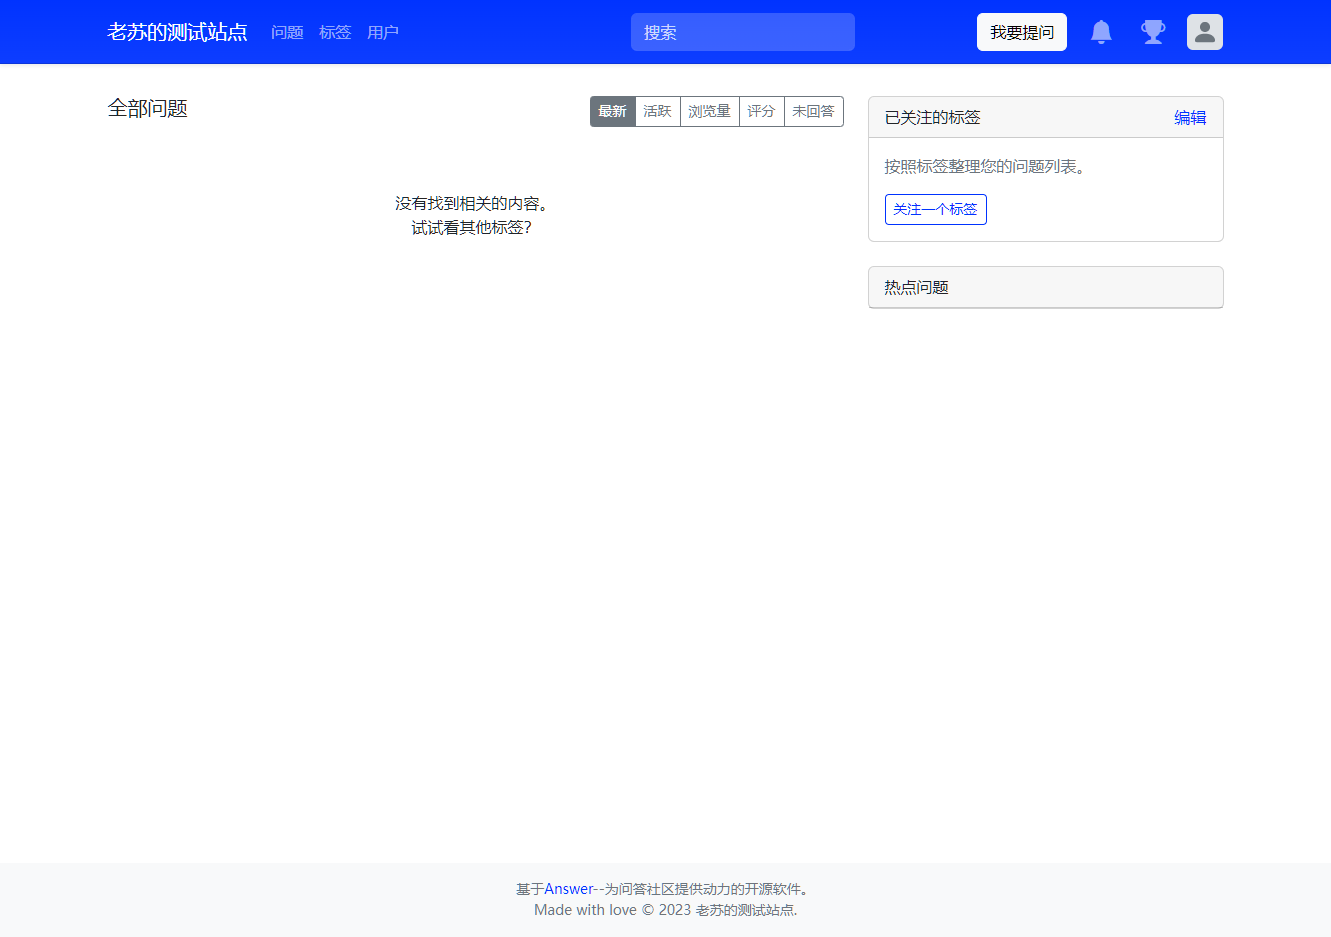 老苏的测试站点 问题 标签 用户 搜索 我要提问
全部问题
最新 活跃 浏览量 评分 未回答
没有找到相关的内容。
试试看其他标签？
已关注的标签 编辑
按照标签整理您的问题列表。
关注一个标签
热点问题
基于Answer--为问答社区提供动力的开源软件。
Made with love © 2023 老苏的测试站点.